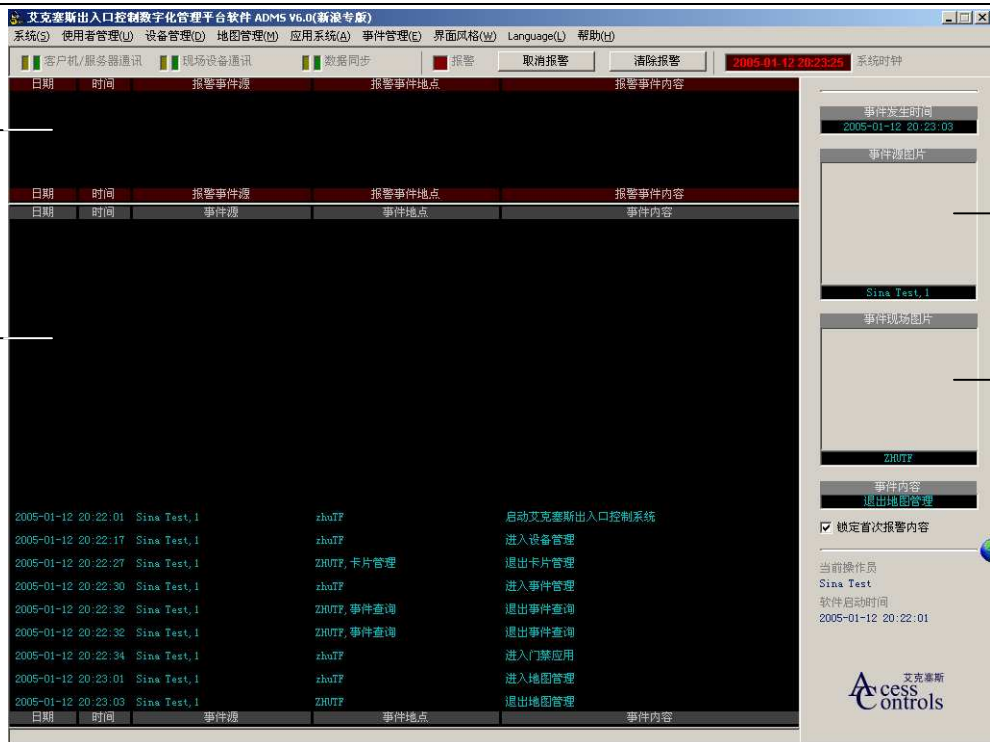 艾克塞斯出入口控制数字化管理平台软件 ADMS V6.0(新浪专版)
系统(S) 使用者管理(U) 设备管理(D) 地图管理(M) 应用系统(A) 事件管理(E) 界面风格(W) Language(L) 帮助(H)
客户机/服务器通讯 现场设备通讯 数据同步 报警 取消报警 清除报警 2005-01-12 20:23:25 系统时钟
日期 时间 报警事件源 报警事件地点 报警事件内容
日期 时间 报警事件源 报警事件地点 报警事件内容
日期 时间 事件源 事件地点 事件内容
2005-01-12 20:22:01 Sina Test,1 zhuTF 启动艾克塞斯出入口控制系统
2005-01-12 20:22:17 Sina Test,1 zhuTF 进入设备管理
2005-01-12 20:22:27 Sina Test,1 ZHUTF,卡片管理 退出卡片管理
2005-01-12 20:22:30 Sina Test,1 zhuTF 进入事件管理
2005-01-12 20:22:32 Sina Test,1 ZHUTF,事件查询 退出事件查询
2005-01-12 20:22:32 Sina Test,1 ZHUTF,事件查询 退出事件查询
2005-01-12 20:22:34 Sina Test,1 zhuTF 进入门禁应用
2005-01-12 20:23:01 Sina Test,1 zhuTF 进入地图管理
2005-01-12 20:23:03 Sina Test,1 ZHUTF 退出地图管理
日期 时间 事件源 事件地点 事件内容
事件发生时间
2005-01-12 20:23:03
事件源图片
Sina Test,1
事件现场图片
ZHUTF
事件内容
退出地图管理
锁定首次报警内容
当前操作员
Sina Test
软件启动时间
2005-01-12 20:22:01
艾克塞斯
Access
Controls